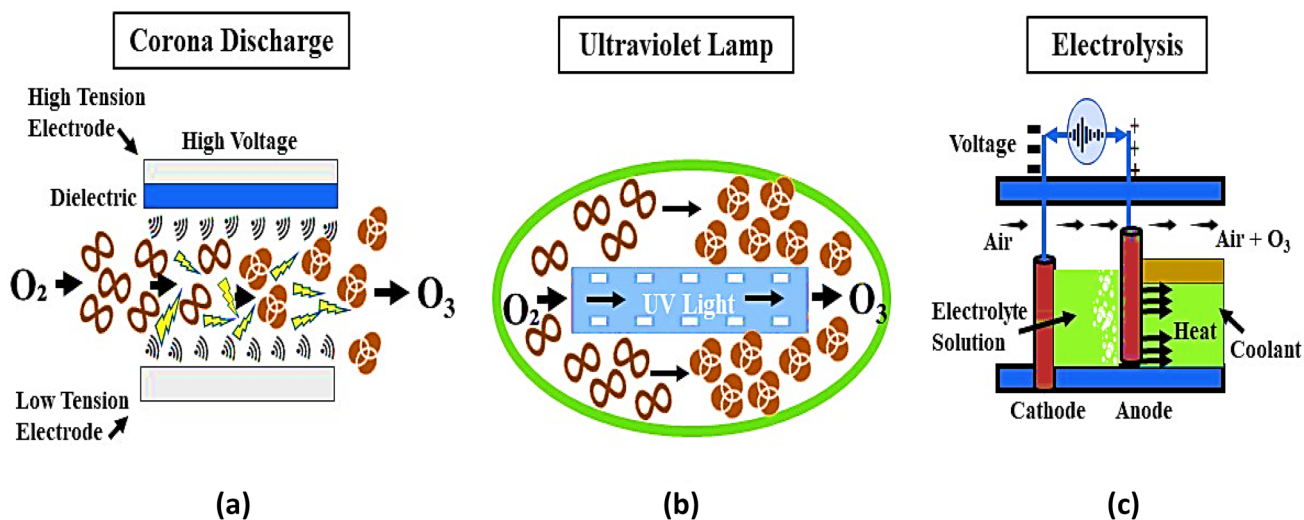 Corona Discharge
High Tension
Electrode
High Voltage
Dielectric
O2
O3
Low Tension
Electrode
(a)
Ultraviolet Lamp
O2
UV Light
O3
(b)
Electrolysis
Voltage
+
+
+
Air
Air + O3
Electrolyte
Solution
Heat
Coolant
Cathode
Anode
(c)